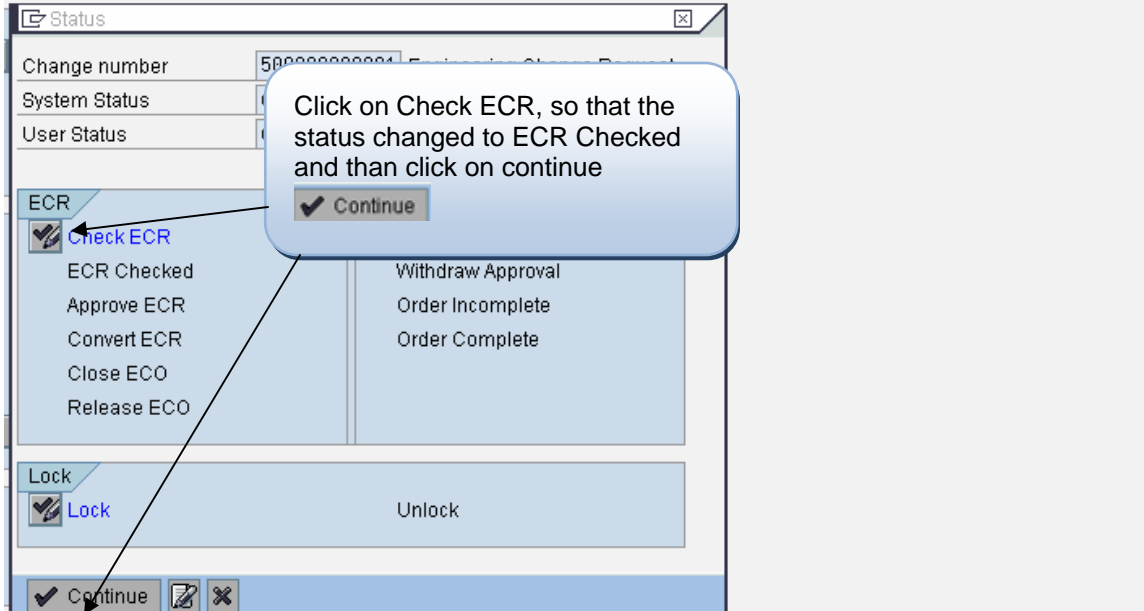 Status
Change number
System Status
User Status
Click on Check ECR, so that the
status changed to ECR Checked
and than click on continue
Continue
ECR
Check ECR
ECR Checked
Approve ECR
Convert ECR
Close ECO
Release ECO
Withdraw Approval
Order Incomplete
Order Complete
Lock
Lock
Unlock
Continue